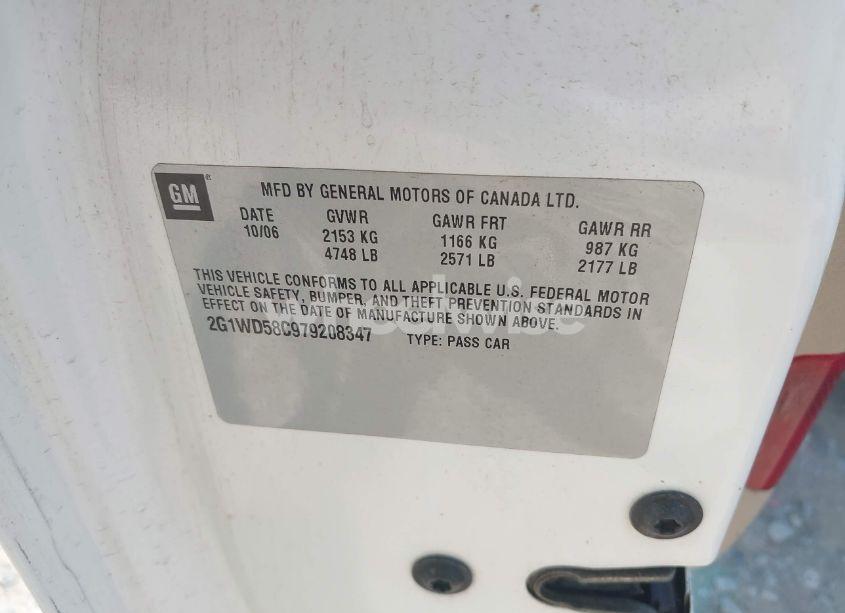 GM ®
MFD BY GENERAL MOTORS OF CANADA LTD.
DATE GVWR GAWR FRT GAWR RR
10/06 2153 KG 1166 KG 987 KG
4748 LB 2571 LB 2177 LB
THIS VEHICLE CONFORMS TO ALL APPLICABLE U.S. FEDERAL MOTOR
VEHICLE SAFETY, BUMPER, AND THEFT PREVENTION STANDARDS IN
EFFECT ON THE DATE OF MANUFACTURE SHOWN ABOVE.
2G1WD58C979208347 TYPE: PASS CAR